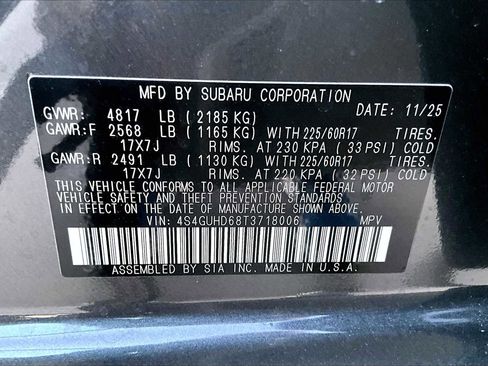 MFD BY SUBARU CORPORATION
GVWR: 4817 LB ( 2185 KG) DATE: 11/25
GAWR:F 2568 LB ( 1165 KG) WITH 225/60R17 TIRES.
17X7J RIMS. AT 230 KPA ( 33 PSI) COLD
GAWR:R 2491 LB ( 1130 KG) WITH 225/60R17 TIRES.
17X7J RIMS. AT 220 KPA ( 32 PSI) COLD
THIS VEHICLE CONFORMS TO ALL APPLICABLE FEDERAL MOTOR
VEHICLE SAFETY AND THEFT PREVENTION STANDARDS
IN EFFECT ON THE DATE OF MANUFACTURE SHOWN ABOVE.
VIN: 4S4GUHD68T3718006 MPV
ASSEMBLED BY SIA INC. MADE IN U.S.A.